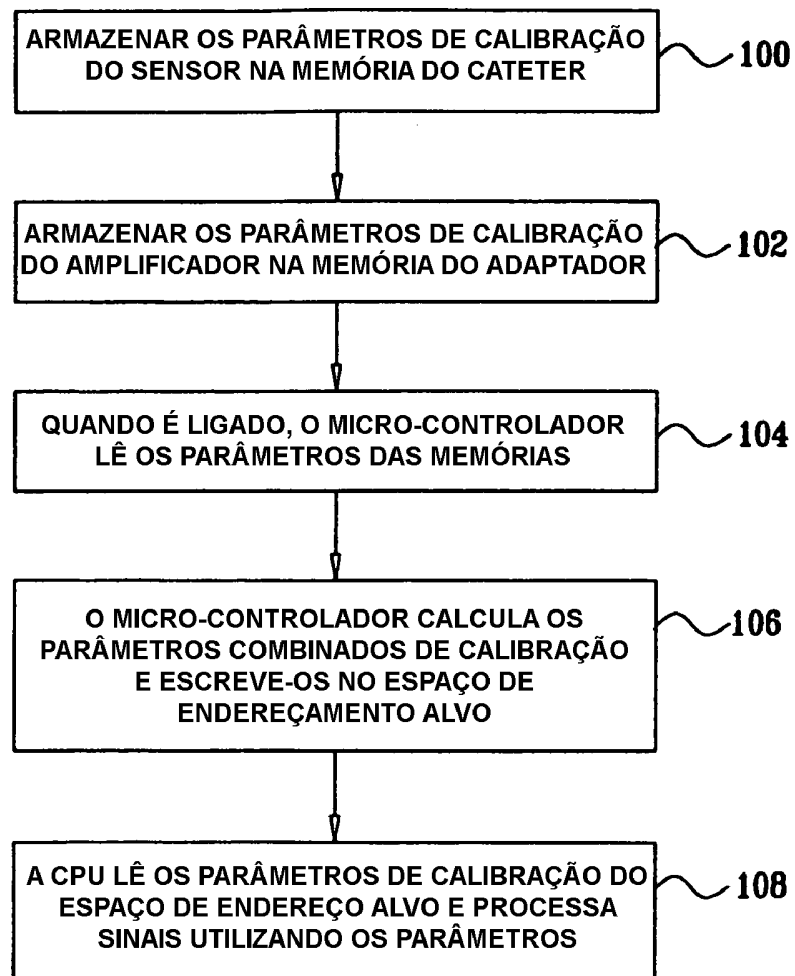 ARMAZENAR OS PARÂMETROS DE CALIBRAÇÃO
DO SENSOR NA MEMÓRIA DO CATETER
100
ARMAZENAR OS PARÂMETROS DE CALIBRAÇÃO
DO AMPLIFICADOR NA MEMÓRIA DO ADAPTADOR
102
QUANDO É LIGADO, O MICRO-CONTROLADOR
LÊ OS PARÂMETROS DAS MEMÓRIAS
104
O MICRO-CONTROLADOR CALCULA OS
PARÂMETROS COMBINADOS DE CALIBRAÇÃO
E ESCREVE-OS NO ESPAÇO DE
ENDEREÇAMENTO ALVO
106
A CPU LÊ OS PARÂMETROS DE CALIBRAÇÃO DO
ESPAÇO DE ENDEREÇO ALVO E PROCESSA
SINAIS UTILIZANDO OS PARÂMETROS
108